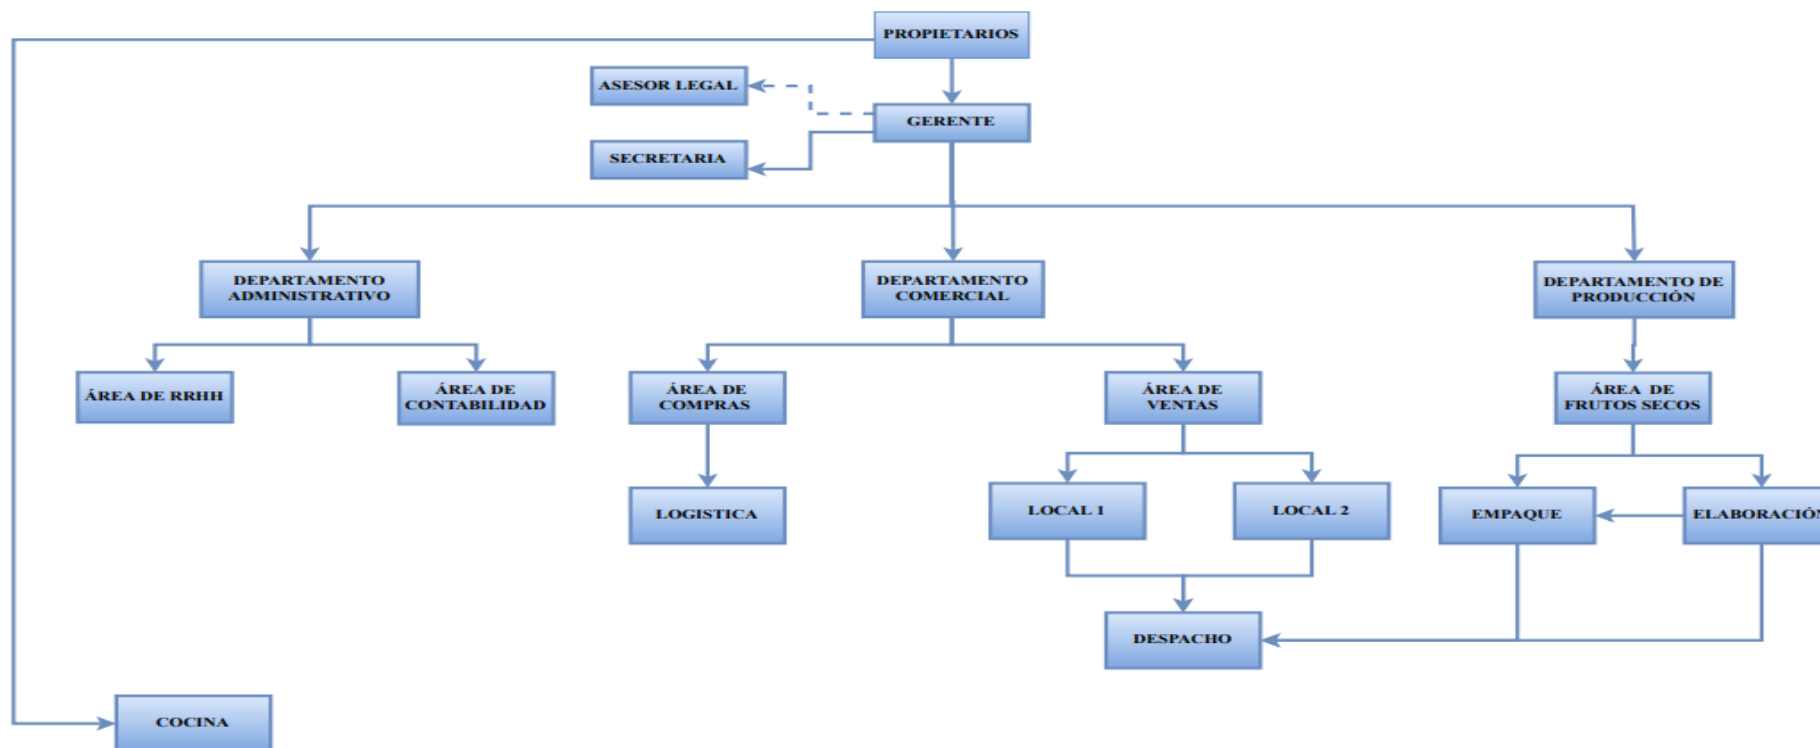 PROPIETARIOS
ASESOR LEGAL
GERENTE
SECRETARIA
DEPARTAMENTO
ADMINISTRATIVO
DEPARTAMENTO
COMERCIAL
DEPARTAMENTO DE
PRODUCCIÓN
ÁREA DE RRHH
ÁREA DE
CONTABILIDAD
ÁREA DE
COMPRAS
ÁREA DE
VENTAS
ÁREA DE
FRUTOS SECOS
LOGISTICA
LOCAL 1
LOCAL 2
EMPAQUE
ELABORACIÓN
DESPACHO
COCINA